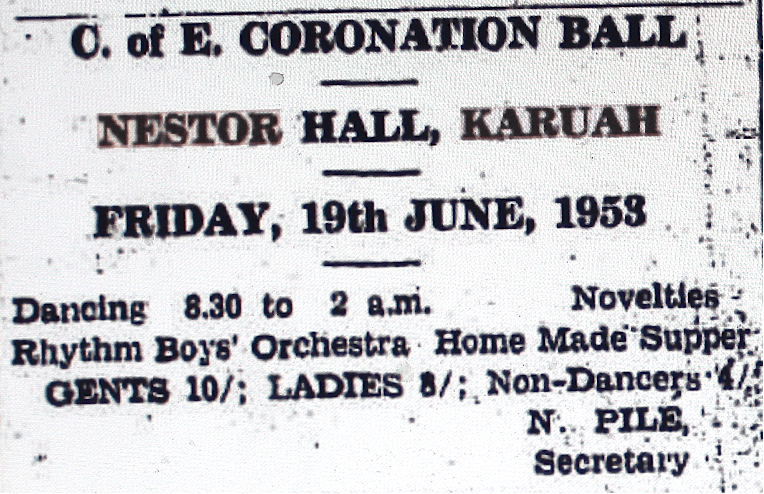 C. of E. CORONATION BALL
NESTOR HALL, KARUAH
FRIDAY, 19th JUNE, 1953
Dancing 8.30 to 2 a.m. Novelties
Rhythm Boys' Orchestra Home Made Supper
GENTS 10/; LADIES 8/; Non-Dancers 4/
N. PILE,
Secretary